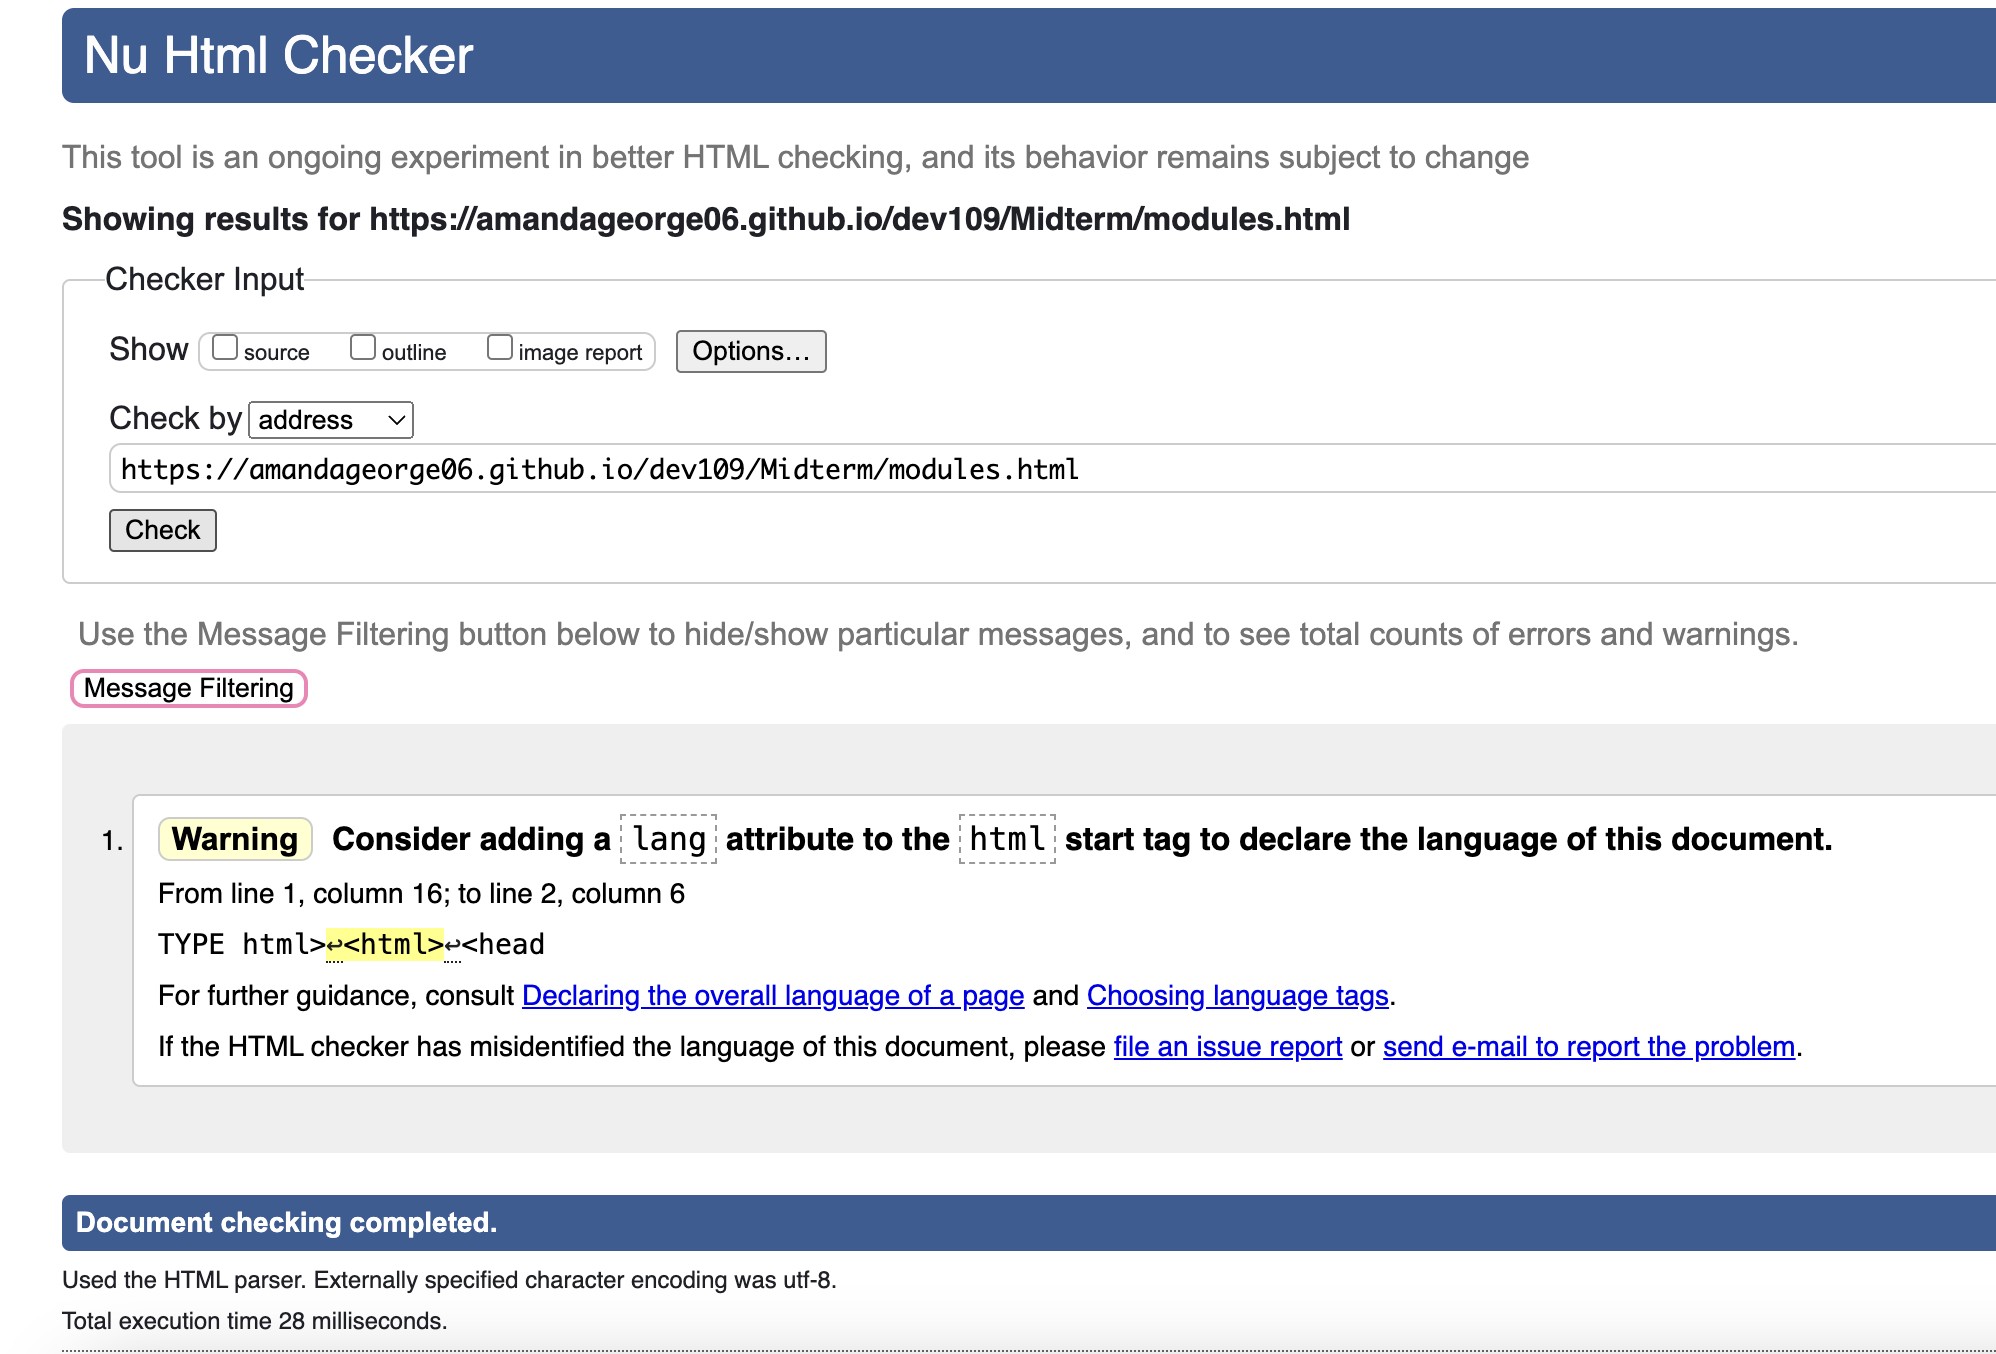 Nu Html Checker
This tool is an ongoing experiment in better HTML checking, and its behavior remains subject to change
Showing results for https://amandageorge06.github.io/dev109/Midterm/modules.html
Checker Input
Show source outline image report Options...
Check by address
https://amandageorge06.github.io/dev109/Midterm/modules.html
Check
Use the Message Filtering button below to hide/show particular messages, and to see total counts of errors and warnings.
Message Filtering
1. Warning Consider adding a lang attribute to the html start tag to declare the language of this document.
From line 1, column 16; to line 2, column 6
TYPE html>↩<html>↩<head
For further guidance, consult Declaring the overall language of a page and Choosing language tags.
If the HTML checker has misidentified the language of this document, please file an issue report or send e-mail to report the problem.
Document checking completed.
Used the HTML parser. Externally specified character encoding was utf-8.
Total execution time 28 milliseconds.